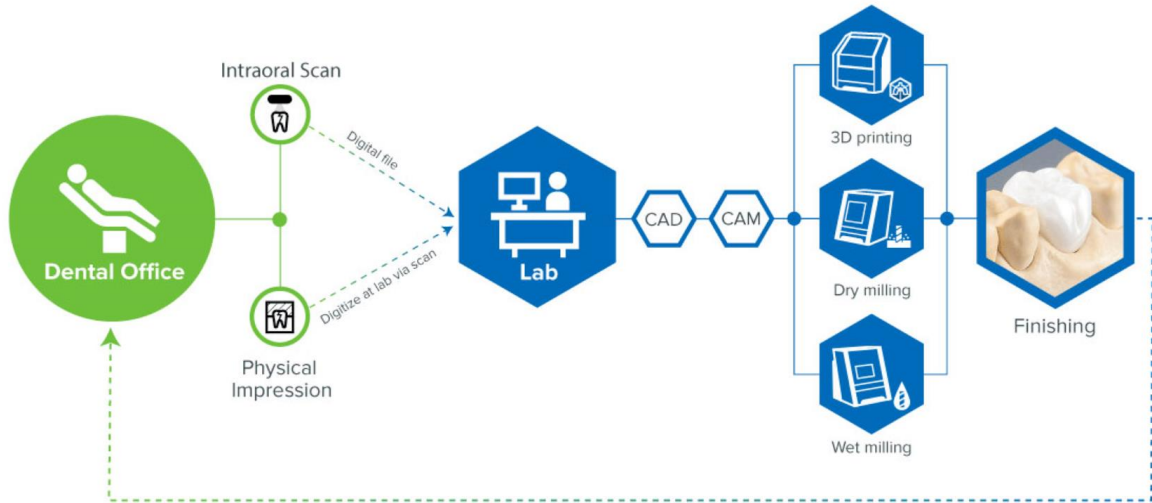 Intraoral Scan
Digital file
Dental Office
Digitize at lab via scan
Physical
Impression
Lab
CAD
CAM
3D printing
Dry milling
Wet milling
Finishing